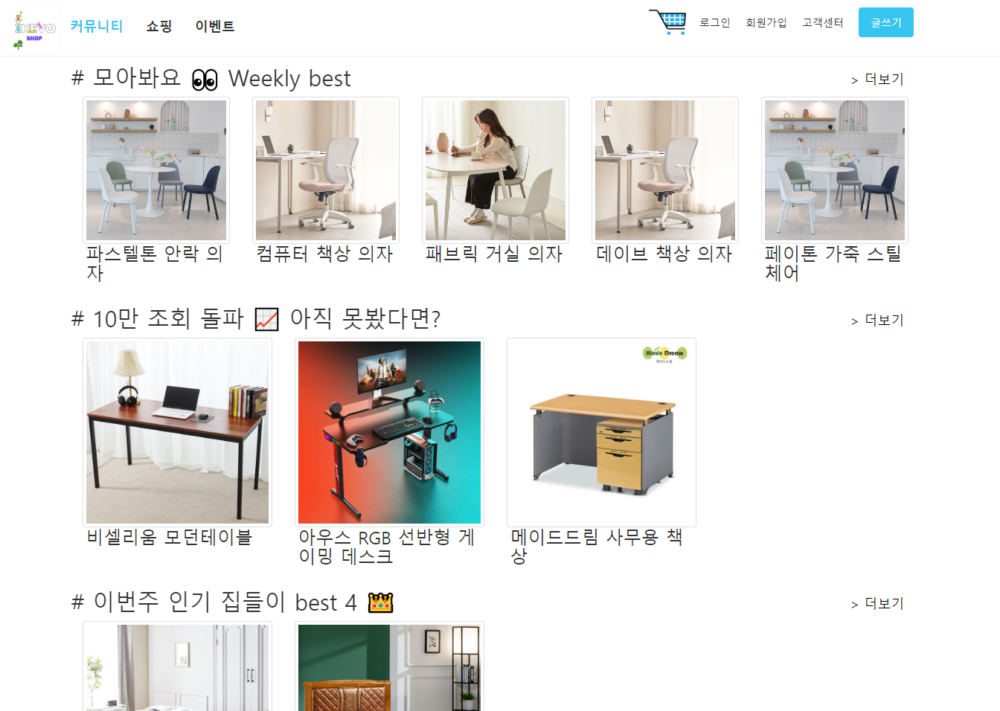 IKEYO
SHOP
커뮤니티 쇼핑 이벤트 로그인 회원가입 고객센터 글쓰기
# 모아봐요 👀 Weekly best > 더보기
파스텔톤 안락 의
자
컴퓨터 책상 의자
패브릭 거실 의자
데이브 책상 의자
페이톤 가죽 스틸
체어
# 10만 조회 돌파 📈 아직 못봤다면? > 더보기
Made Dream
메이드드림
비셀리움 모던테이블
아우스 RGB 선반형 게
이밍 데스크
메이드드림 사무용 책
상
# 이번주 인기 집들이 best 4 👑 > 더보기